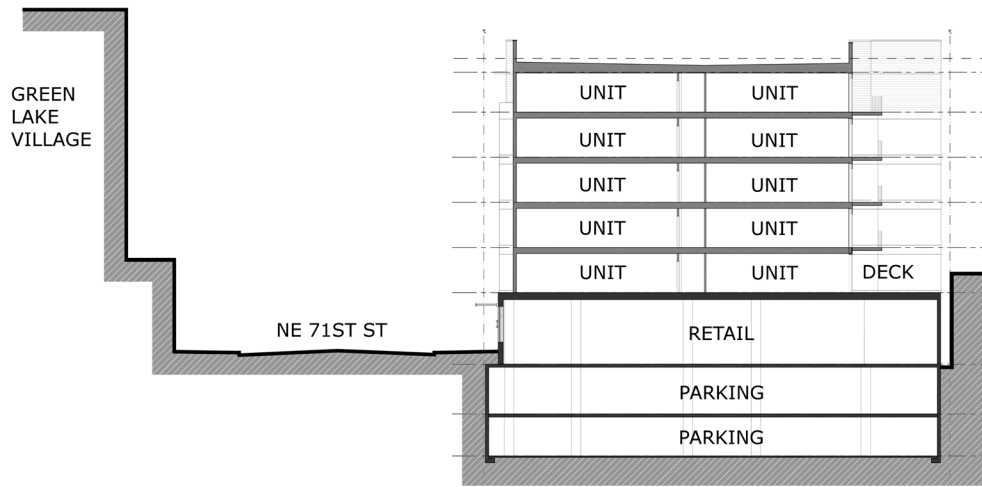 GREEN
LAKE
VILLAGE
UNIT
UNIT
UNIT
UNIT
UNIT
UNIT
UNIT
UNIT
UNIT
UNIT
DECK
NE 71ST ST
RETAIL
PARKING
PARKING